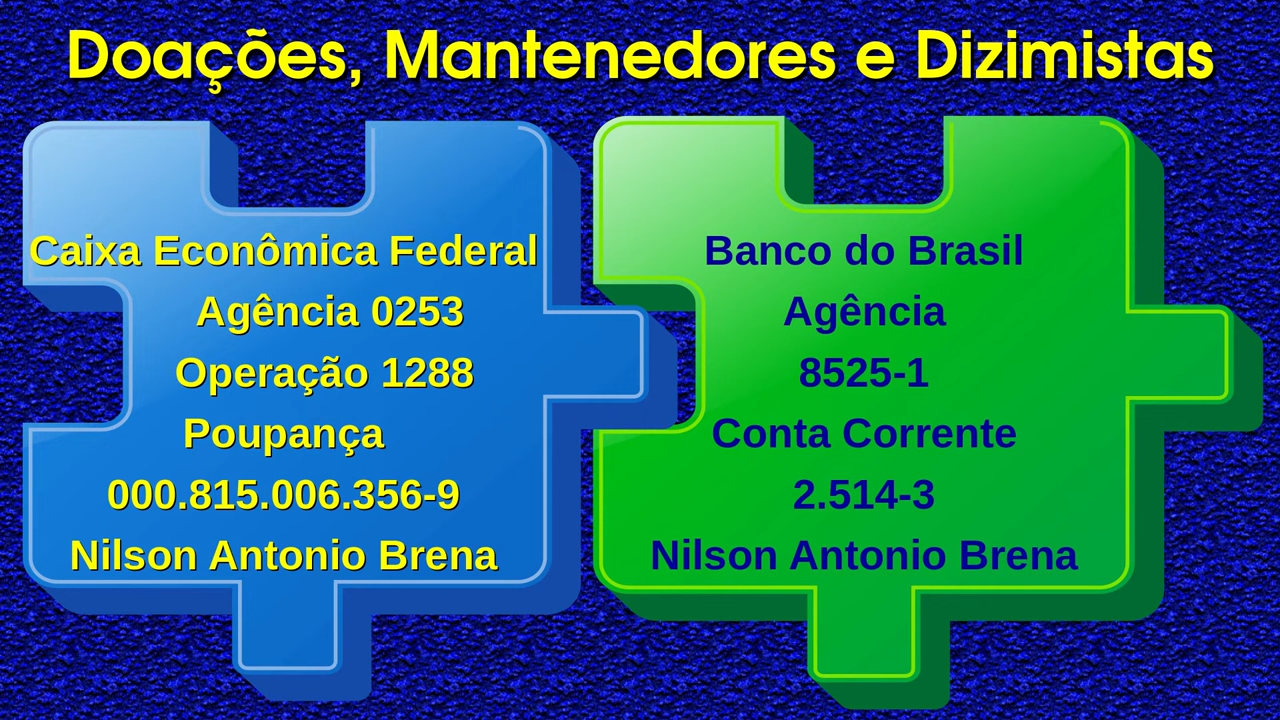 Doações, Mantenedores e Dizimistas
Caixa Econômica Federal
Agência 0253
Operação 1288
Poupança
000.815.006.356-9
Nilson Antonio Brena
Banco do Brasil
Agência
8525-1
Conta Corrente
2.514-3
Nilson Antonio Brena